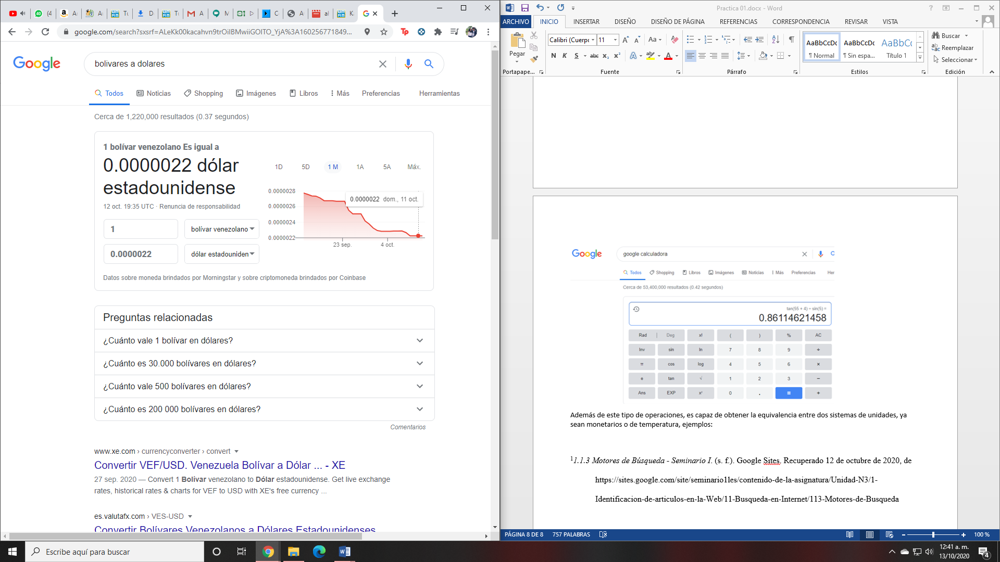 google.com/search?sxsrf=ALeKk00kacahvn9trOilBMwiiGOITO_YjA%3A160256771849...
Google
bolivares a dolares
Todos
Noticias
Shopping
Imágenes
Libros
Más
Preferencias
Herramientas
Cerca de 1,220,000 resultados (0.37 segundos)
1 bolívar venezolano Es igual a
0.0000022 dólar
estadounidense
12 oct. 19:35 UTC · Renuncia de responsabilidad
1
bolívar venezolano
0.0000022
dólar estadouniden
1D
5D
1 M
1A
5A
Máx.
0.0000028
0.0000026
0.0000024
0.0000022
0.0000022 dom., 11 oct.
23 sep.
4 oct.
Datos sobre moneda brindados por Morningstar y sobre criptomoneda brindados por Coinbase
Preguntas relacionadas
¿Cuánto vale 1 bolívar en dólares?
¿Cuánto es 30.000 bolívares en dólares?
¿Cuánto vale 500 bolívares en dólares?
¿Cuánto es 200 000 bolívares en dólares?
Comentarios
www.xe.com › currencyconverter › convert
Convertir VEF/USD. Venezuela Bolívar a Dólar ... - XE
27 sep. 2020 — Convert 1 Bolívar venezolano to Dólar estadounidense. Get live exchange
rates, historical rates & charts for VEF to USD with XE's free currency ...
es.valutafx.com › VES-USD
Convertir Bolívares Venezolanos a Dólares Estadounidenses
Practica 01.docx - Word
ARCHIVO
INICIO
INSERTAR
DISEÑO
DISEÑO DE PÁGINA
REFERENCIAS
CORRESPONDENCIA
REVISAR
VISTA
Pegar
Calibri (Cuerpo
11
N K S abc x₂ x²
Aa
AaBbCcDc
¶ Normal
AaBbCcDc
¶ Sin espa...
AaBbCc
Título 1
Buscar
Reemplazar
Seleccionar
Portapape...
Fuente
Párrafo
Estilos
Edición
Google
google calculadora
Todos
Shopping
Libros
Imágenes
Noticias
Más
Preferencias
Her
Cerca de 53,400,000 resultados (0.42 segundos)
tan(55 + 4) ÷ sin(5) =
0.86114621458
Rad | Deg x! ( ) % AC
Inv sin ln 7 8 9 ÷
π cos log 4 5 6 ×
e tan √ 1 2 3 −
Ans EXP xʸ 0 . = +
Además de este tipo de operaciones, es capaz de obtener la equivalencia entre dos sistemas de unidades, ya
sean monetarios o de temperatura, ejemplos:
¹1.1.3 Motores de Búsqueda - Seminario I. (s. f.). Google Sites. Recuperado 12 de octubre de 2020, de
https://sites.google.com/site/seminario1les/contenido-de-la-asignatura/Unidad-N3/1-
Identificacion-de-articulos-en-la-Web/11-Busqueda-en-Internet/113-Motores-de-Busqueda
PÁGINA 8 DE 8
757 PALABRAS
100 %
Escribe aquí para buscar
12:41 a. m.
13/10/2020
4